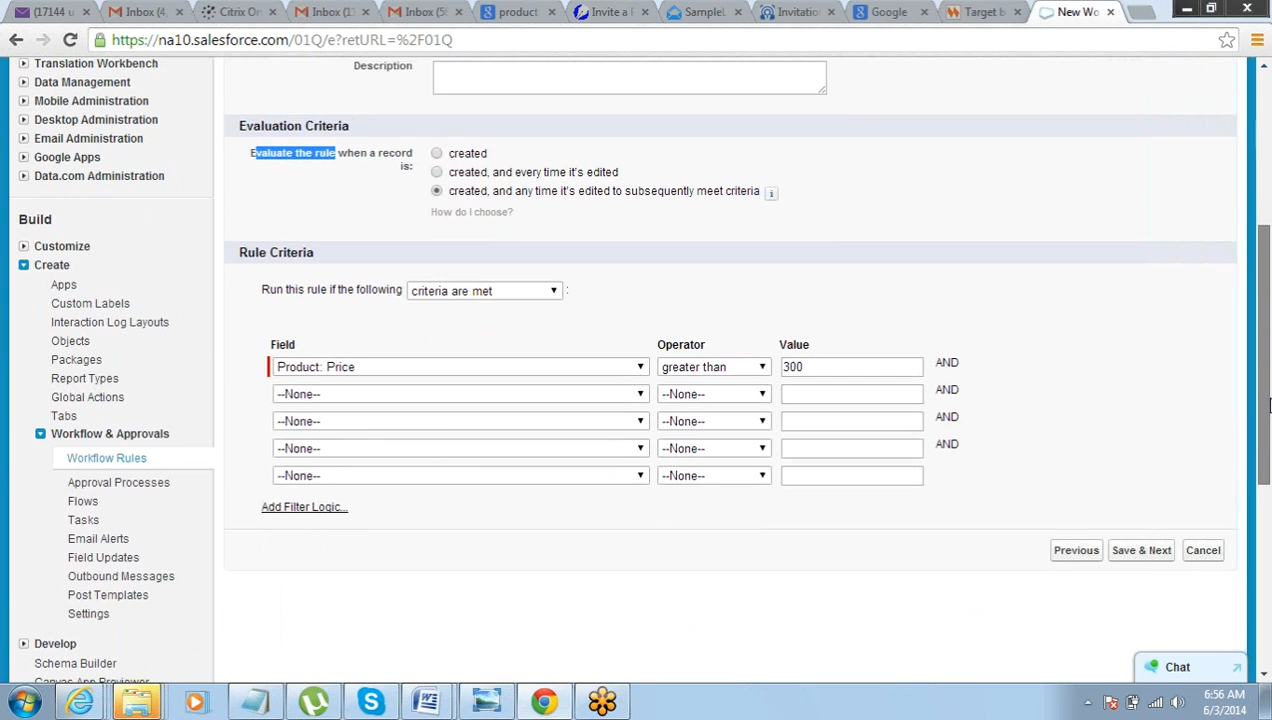 (17144 u
Inbox (4,
Citrix On
Inbox (1
Inbox (50
product
Invite a F
SampleL
Invitation
Google
Target b
New Wo
https://na10.salesforce.com/01Q/e?retURL=%2F01Q
Translation Workbench
Data Management
Mobile Administration
Desktop Administration
Email Administration
Google Apps
Data.com Administration
Build
Customize
Create
Apps
Custom Labels
Interaction Log Layouts
Objects
Packages
Report Types
Global Actions
Tabs
Workflow & Approvals
Workflow Rules
Approval Processes
Flows
Tasks
Email Alerts
Field Updates
Outbound Messages
Post Templates
Settings
Develop
Schema Builder
Canvas App Previewer
Description
Evaluation Criteria
Evaluate the rule when a record
is:
created
created, and every time it's edited
created, and any time it's edited to subsequently meet criteria
How do I choose?
Rule Criteria
Run this rule if the following criteria are met :
Field Operator Value
Product: Price greater than 300 AND
--None-- --None-- AND
--None-- --None-- AND
--None-- --None-- AND
--None-- --None--
Add Filter Logic...
Previous Save & Next Cancel
Chat
6:56 AM
6/3/2014